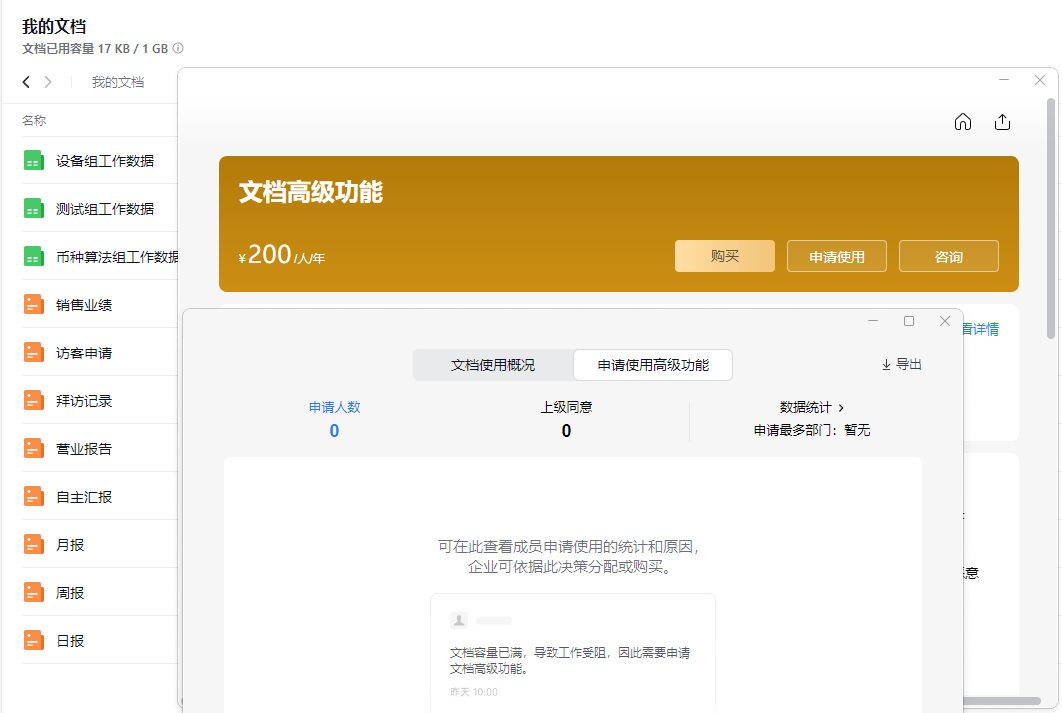 我的文档
文档已用容量 17 KB / 1 GB
我的文档
名称
设备组工作数据
测试组工作数据
币种算法组工作数据
销售业绩
访客申请
拜访记录
营业报告
自主汇报
月报
周报
日报
文档高级功能
¥200/人/年
购买
申请使用
咨询
看详情
文档使用概况
申请使用高级功能
导出
申请人数
0
上级同意
0
数据统计
申请最多部门：暂无
可在此查看成员申请使用的统计和原因，
企业可依据此决策分配或购买。
文档容量已满，导致工作受阻，因此需要申请
文档高级功能。
昨天 10:00
意